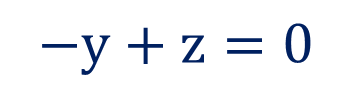 −y + z = 0